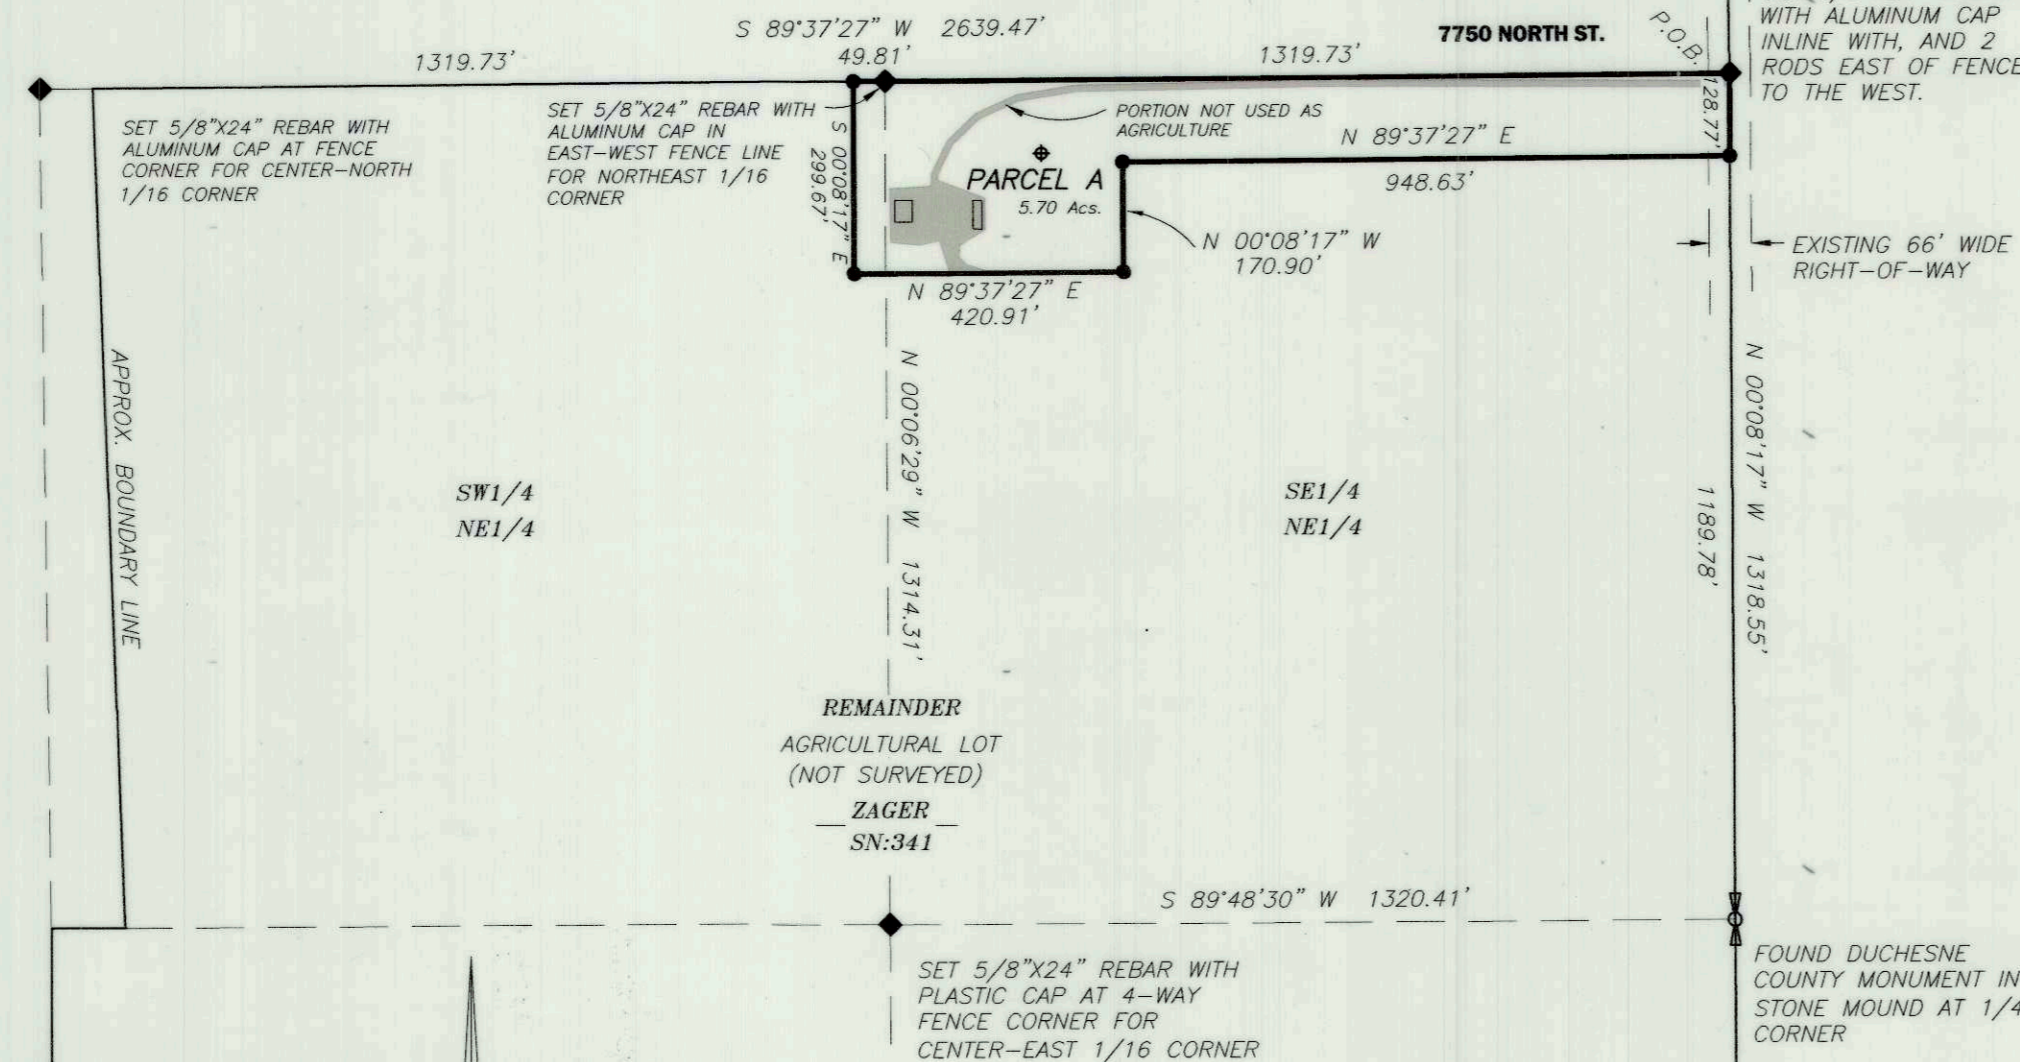 S 89°37'27" W 2639.47'
1319.73'
49.81'
1319.73'
7750 NORTH ST.
P.O.B.
WITH ALUMINUM CAP
INLINE WITH, AND 2
RODS EAST OF FENCE
TO THE WEST.
SET 5/8"X24" REBAR WITH
ALUMINUM CAP AT FENCE
CORNER FOR CENTER-NORTH
1/16 CORNER
SET 5/8"X24" REBAR WITH
ALUMINUM CAP IN
EAST-WEST FENCE LINE
FOR NORTHEAST 1/16
CORNER
S 00°08'17" E
299.67'
PORTION NOT USED AS
AGRICULTURE
PARCEL A
5.70 Acs.
N 89°37'27" E
948.63'
128.77'
N 00°08'17" W
170.90'
EXISTING 66' WIDE
RIGHT-OF-WAY
N 89°37'27" E
420.91'
APPROX. BOUNDARY LINE
N 00°06'29" W 1314.31'
SW1/4
NE1/4
SE1/4
NE1/4
1189.78'
N 00°08'17" W 1318.55'
REMAINDER
AGRICULTURAL LOT
(NOT SURVEYED)
ZAGER
SN:341
S 89°48'30" W 1320.41'
SET 5/8"X24" REBAR WITH
PLASTIC CAP AT 4-WAY
FENCE CORNER FOR
CENTER-EAST 1/16 CORNER
FOUND DUCHESNE
COUNTY MONUMENT IN
STONE MOUND AT 1/4
CORNER